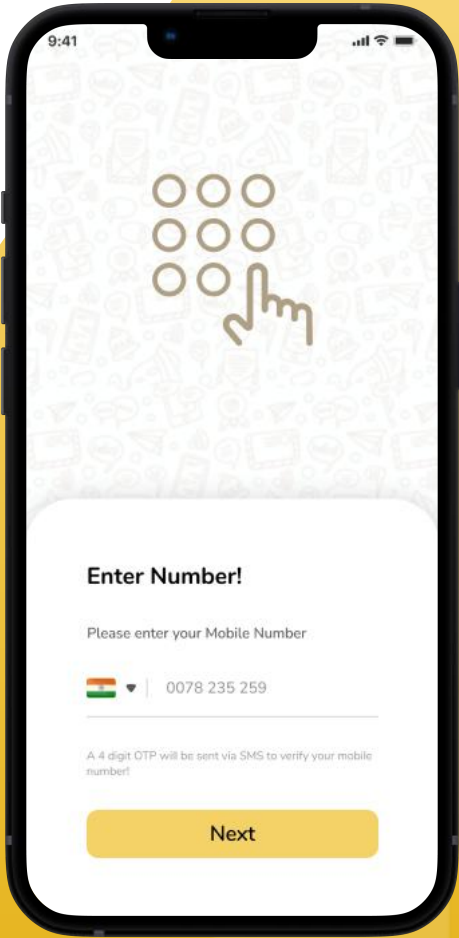 9:41
Enter Number!
Please enter your Mobile Number
0078 235 259
A 4 digit OTP will be sent via SMS to verify your mobile
number!
Next